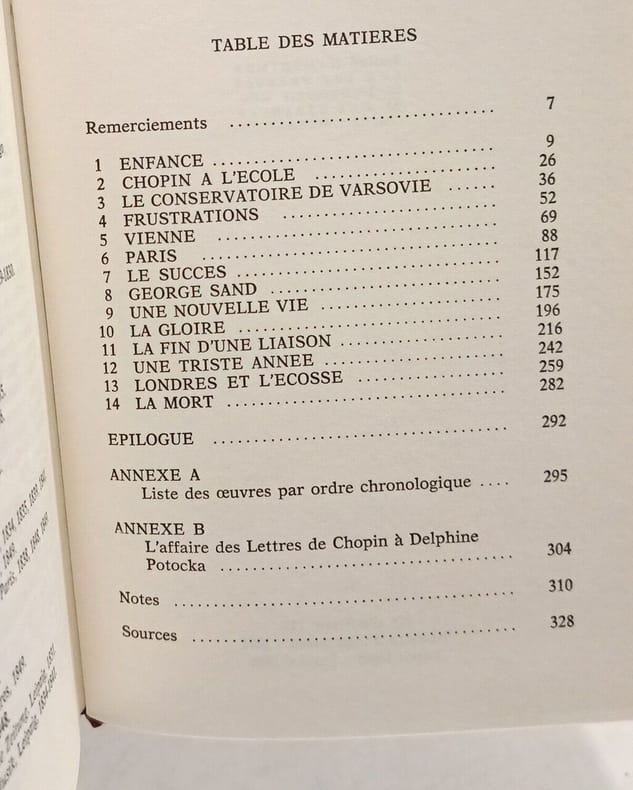 TABLE DES MATIERES
Remerciements .................... 7
1 ENFANCE .................... 9
2 CHOPIN A L'ECOLE .................... 26
3 LE CONSERVATOIRE DE VARSOVIE ...... 36
4 FRUSTRATIONS .................... 52
5 VIENNE .................... 69
6 PARIS .................... 88
7 LE SUCCES .................... 117
8 GEORGE SAND .................... 152
9 UNE NOUVELLE VIE .................... 175
10 LA GLOIRE .................... 196
11 LA FIN D'UNE LIAISON .................... 216
12 UNE TRISTE ANNEE .................... 242
13 LONDRES ET L'ECOSSE .................... 259
14 LA MORT .................... 282
EPILOGUE .................... 292
ANNEXE A
Liste des œuvres par ordre chronologique .... 295
ANNEXE B
L'affaire des Lettres de Chopin à Delphine
Potocka .................... 304
Notes .................... 310
Sources .................... 328